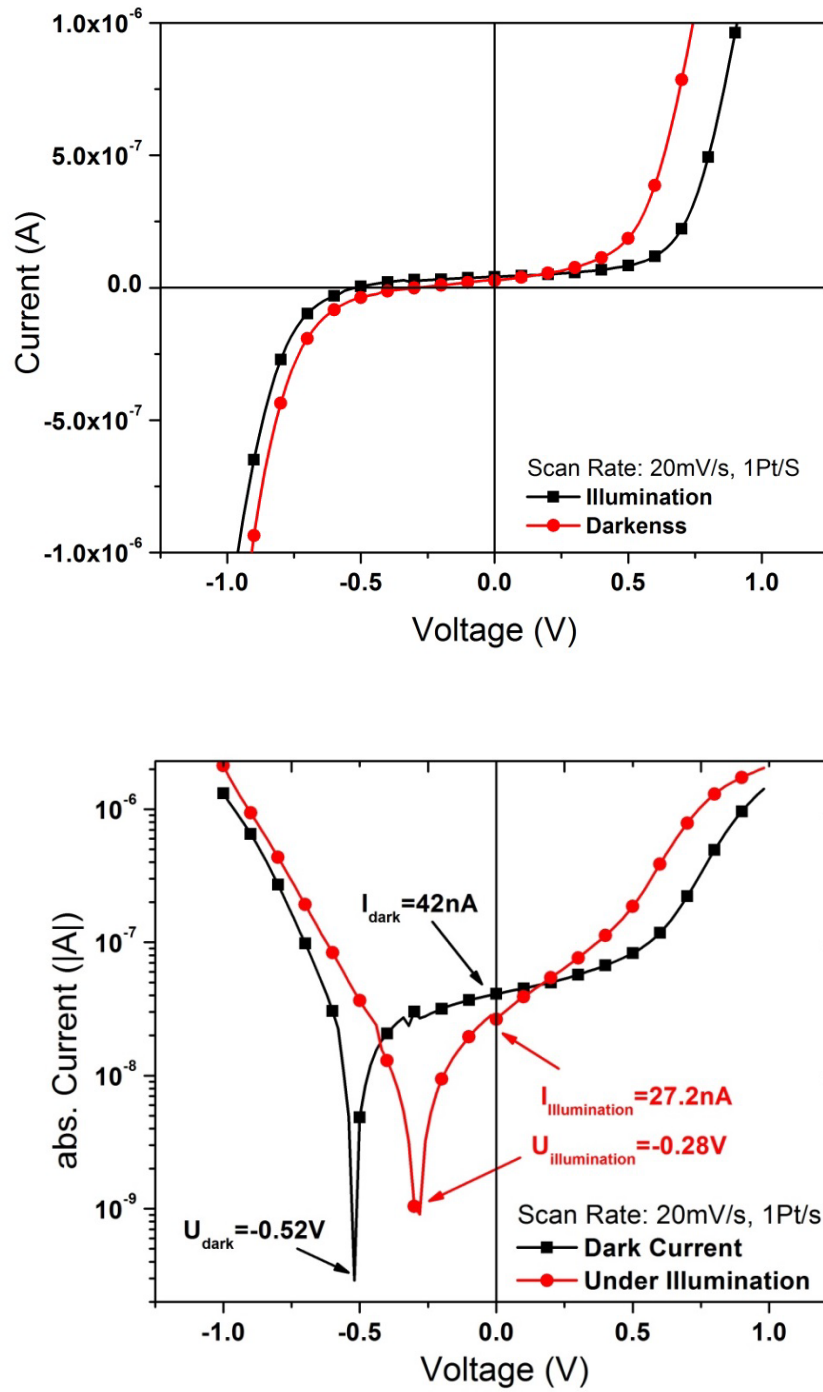 1.0x10⁻⁶
5.0x10⁻⁷
0.0
-5.0x10⁻⁷
-1.0x10⁻⁶
Current (A)
Scan Rate: 20mV/s, 1Pt/S
Illumination
Darkenss
-1.0 -0.5 0.0 0.5 1.0
Voltage (V)
10⁻⁶
10⁻⁷
10⁻⁸
10⁻⁹
abs. Current (|A|)
I_dark=42nA
I_Illumination=27.2nA
U_illumination=-0.28V
U_dark=-0.52V
Scan Rate: 20mV/s, 1Pt/s
Dark Current
Under Illumination
-1.0 -0.5 0.0 0.5 1.0
Voltage (V)